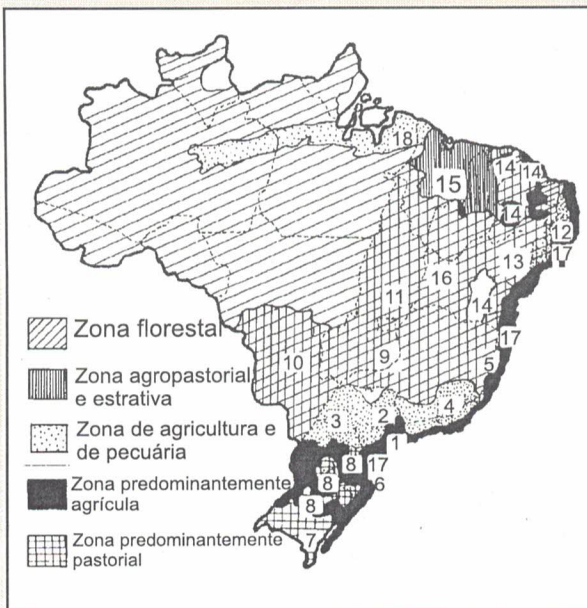 18
14
14
15
14
12
17
13
16
14
11
17
Zona florestal
9
5
10
Zona agropastorial
e estrativa
4
3
2
Zona de agricultura e
de pecuária
1
8
17
6
8
Zona predominantemente
agrícula
8
7
Zona predominantemente
pastorial